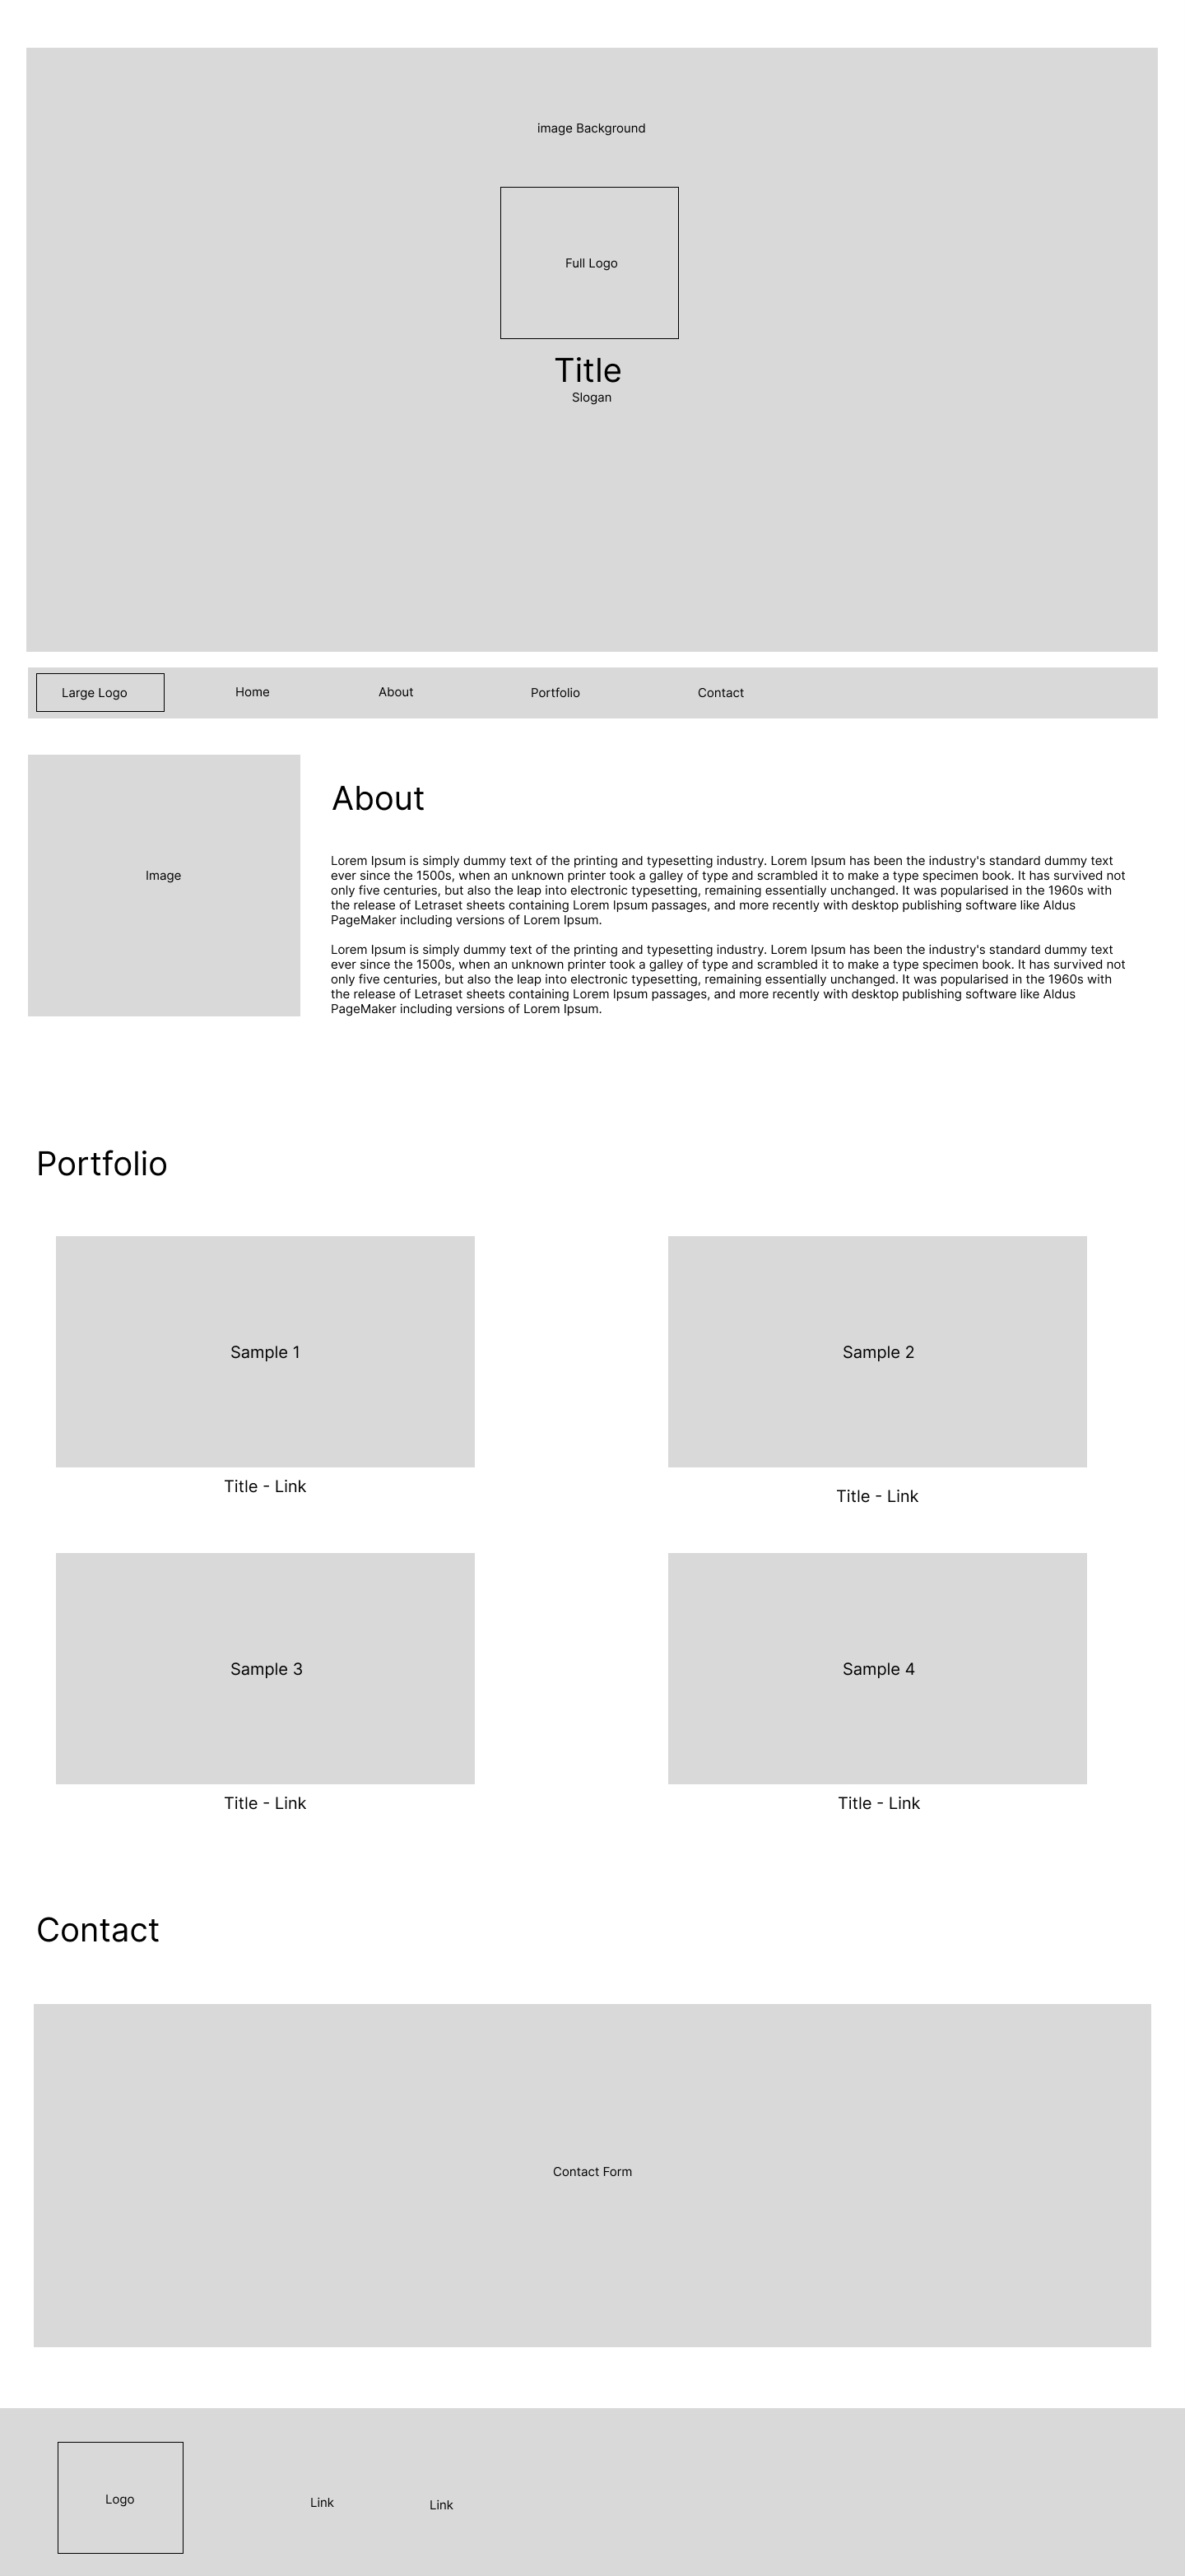 image Background
Full Logo
Title
Slogan
Large Logo
Home
About
Portfolio
Contact
Image
About
Lorem Ipsum is simply dummy text of the printing and typesetting industry. Lorem Ipsum has been the industry's standard dummy text
ever since the 1500s, when an unknown printer took a galley of type and scrambled it to make a type specimen book. It has survived not
only five centuries, but also the leap into electronic typesetting, remaining essentially unchanged. It was popularised in the 1960s with
the release of Letraset sheets containing Lorem Ipsum passages, and more recently with desktop publishing software like Aldus
PageMaker including versions of Lorem Ipsum.
Lorem Ipsum is simply dummy text of the printing and typesetting industry. Lorem Ipsum has been the industry's standard dummy text
ever since the 1500s, when an unknown printer took a galley of type and scrambled it to make a type specimen book. It has survived not
only five centuries, but also the leap into electronic typesetting, remaining essentially unchanged. It was popularised in the 1960s with
the release of Letraset sheets containing Lorem Ipsum passages, and more recently with desktop publishing software like Aldus
PageMaker including versions of Lorem Ipsum.
Portfolio
Sample 1
Sample 2
Title - Link
Title - Link
Sample 3
Sample 4
Title - Link
Title - Link
Contact
Contact Form
Logo
Link
Link